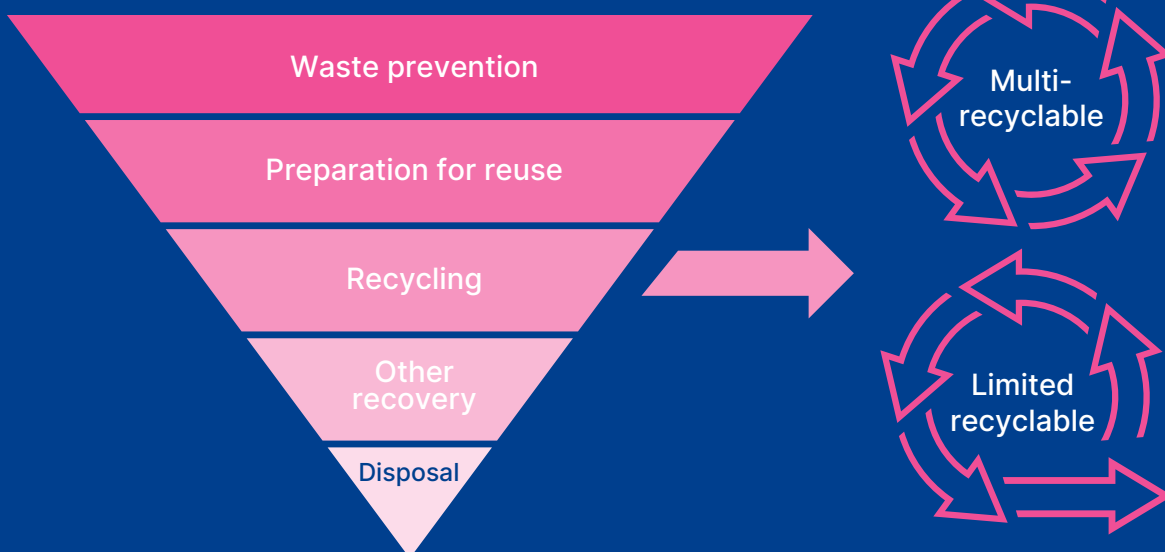 Waste prevention
Preparation for reuse
Recycling
Other
recovery
Disposal
Multi-
recyclable
Limited
recyclable